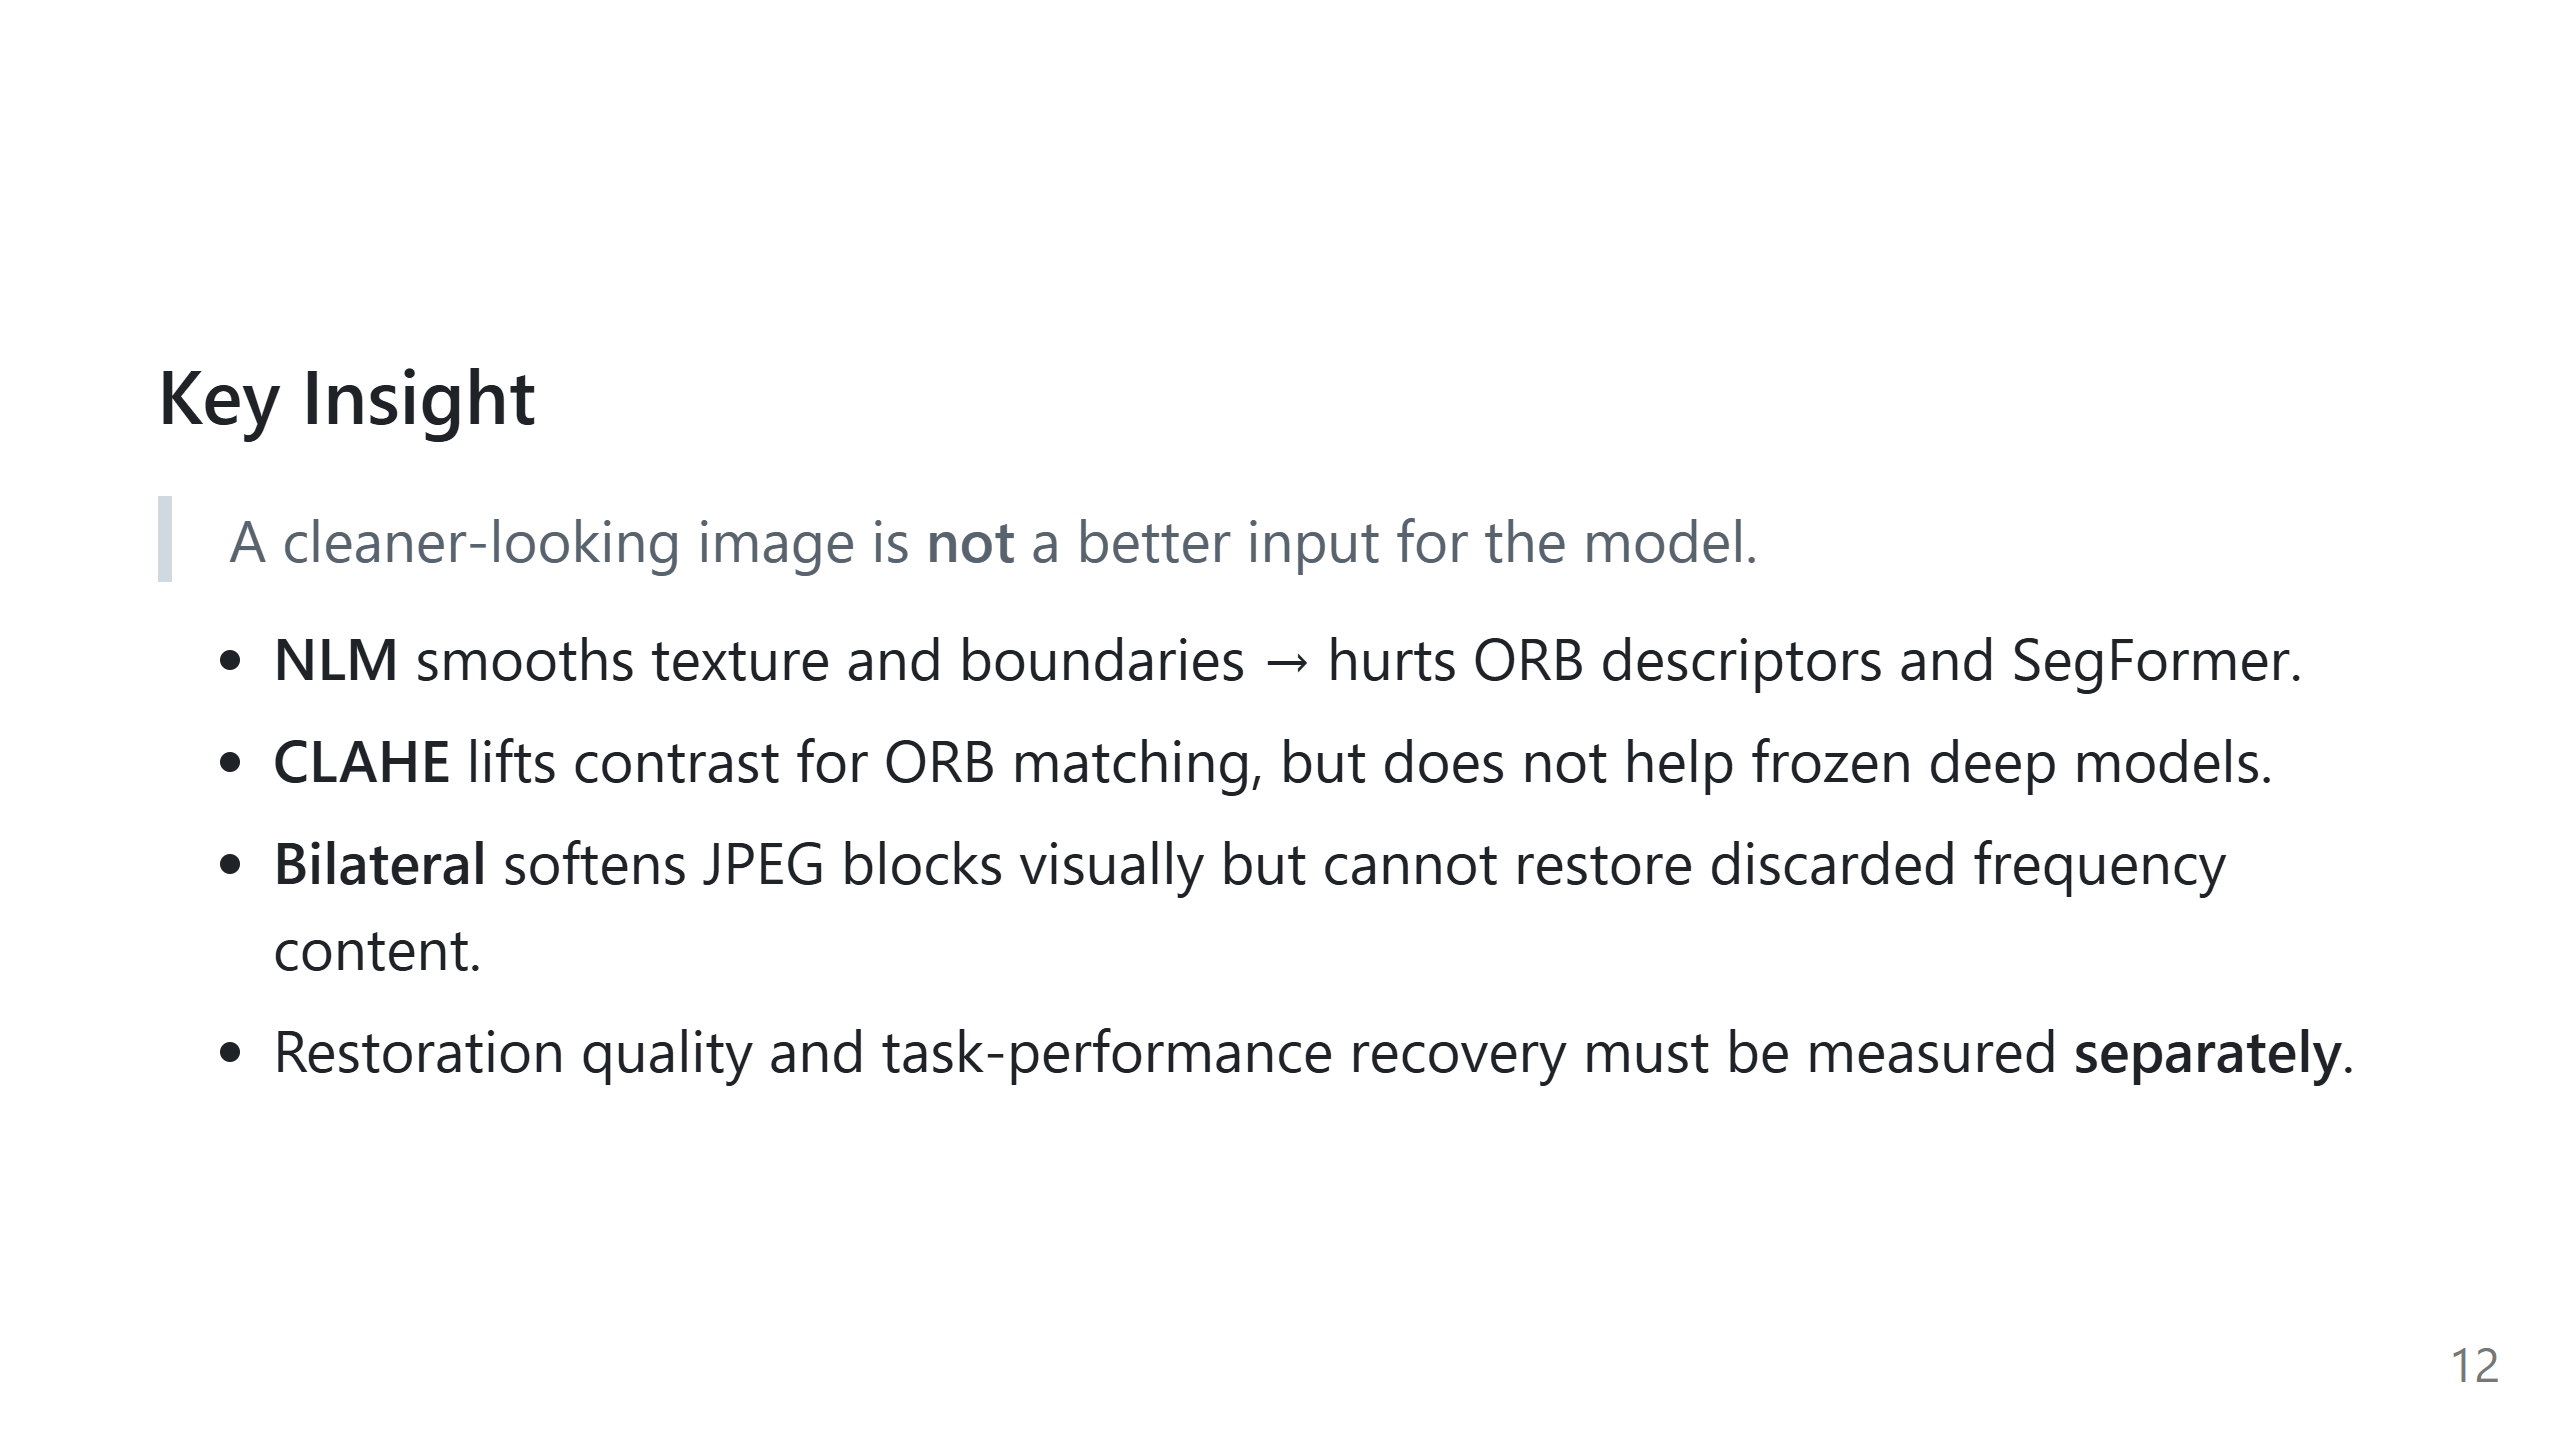 Key Insight
A cleaner-looking image is not a better input for the model.
• NLM smooths texture and boundaries → hurts ORB descriptors and SegFormer.
• CLAHE lifts contrast for ORB matching, but does not help frozen deep models.
• Bilateral softens JPEG blocks visually but cannot restore discarded frequency
content.
• Restoration quality and task-performance recovery must be measured separately.
12